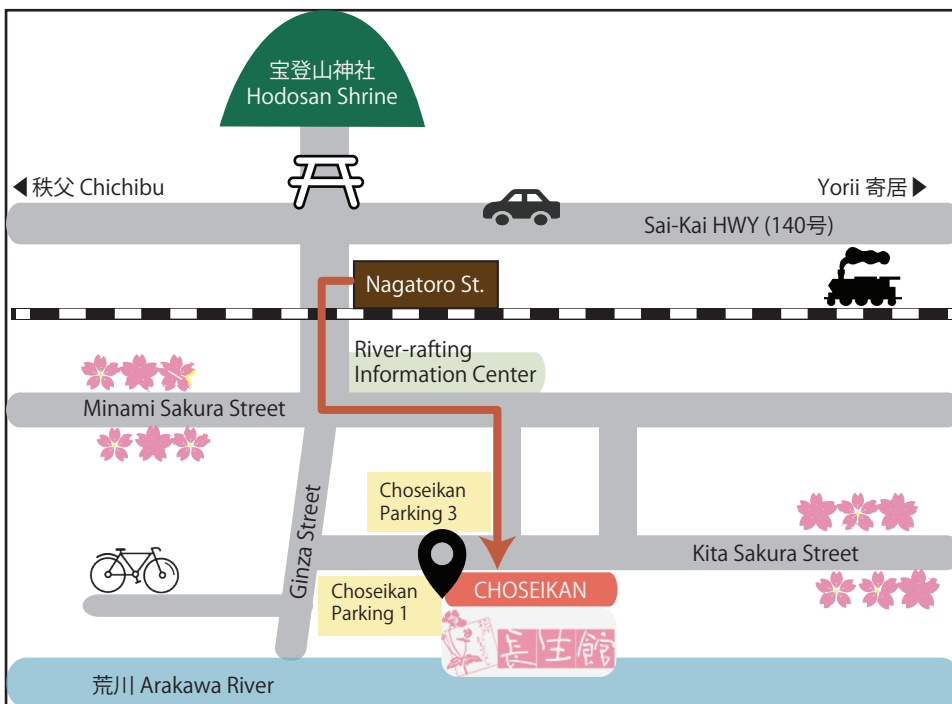 宝登山神社
Hodosan Shrine
◀秩父 Chichibu
Yorii 寄居▶
Sai-Kai HWY (140号)
Nagatoro St.
River-rafting
Information Center
Minami Sakura Street
Ginza Street
Choseikan
Parking 3
Kita Sakura Street
Choseikan
Parking 1
CHOSEIKAN
長生館
荒川 Arakawa River